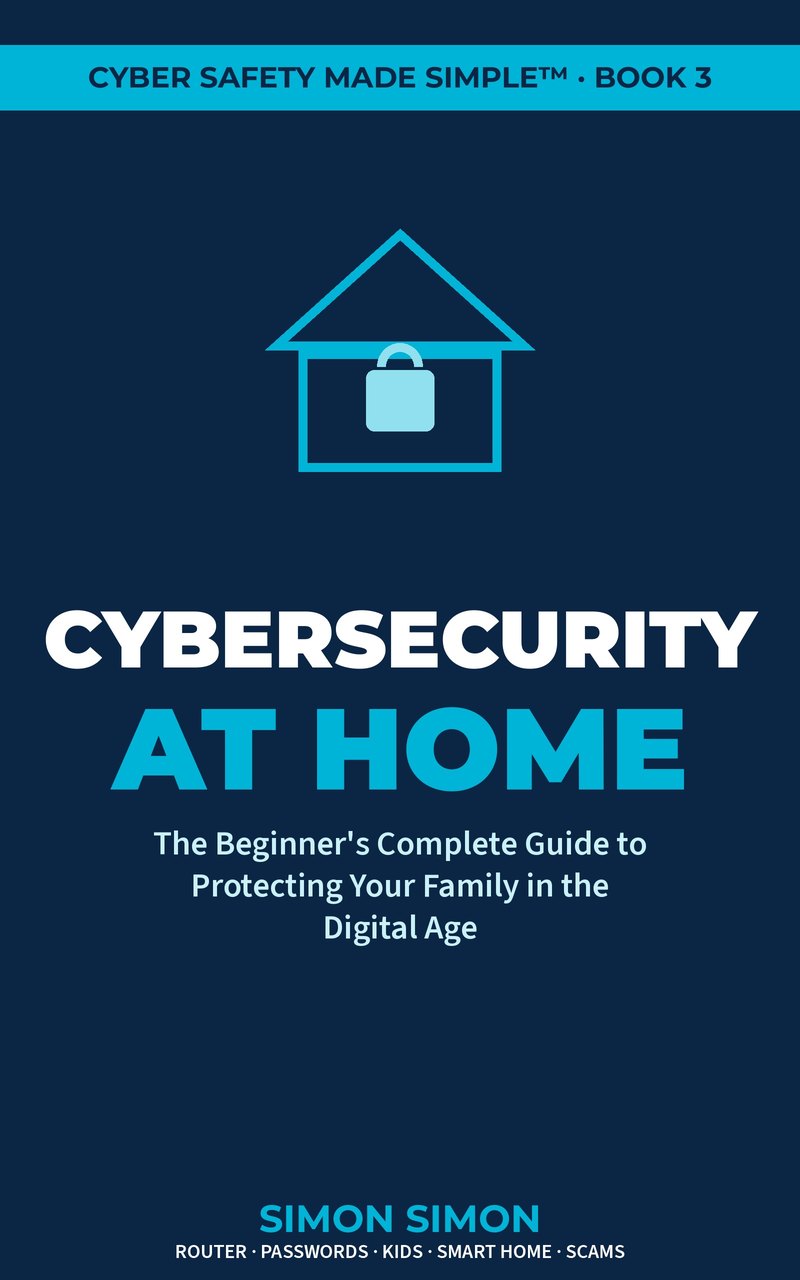 CYBER SAFETY MADE SIMPLE™ · BOOK 3
CYBERSECURITY
AT HOME
The Beginner's Complete Guide to
Protecting Your Family in the
Digital Age
SIMON SIMON
ROUTER · PASSWORDS · KIDS · SMART HOME · SCAMS